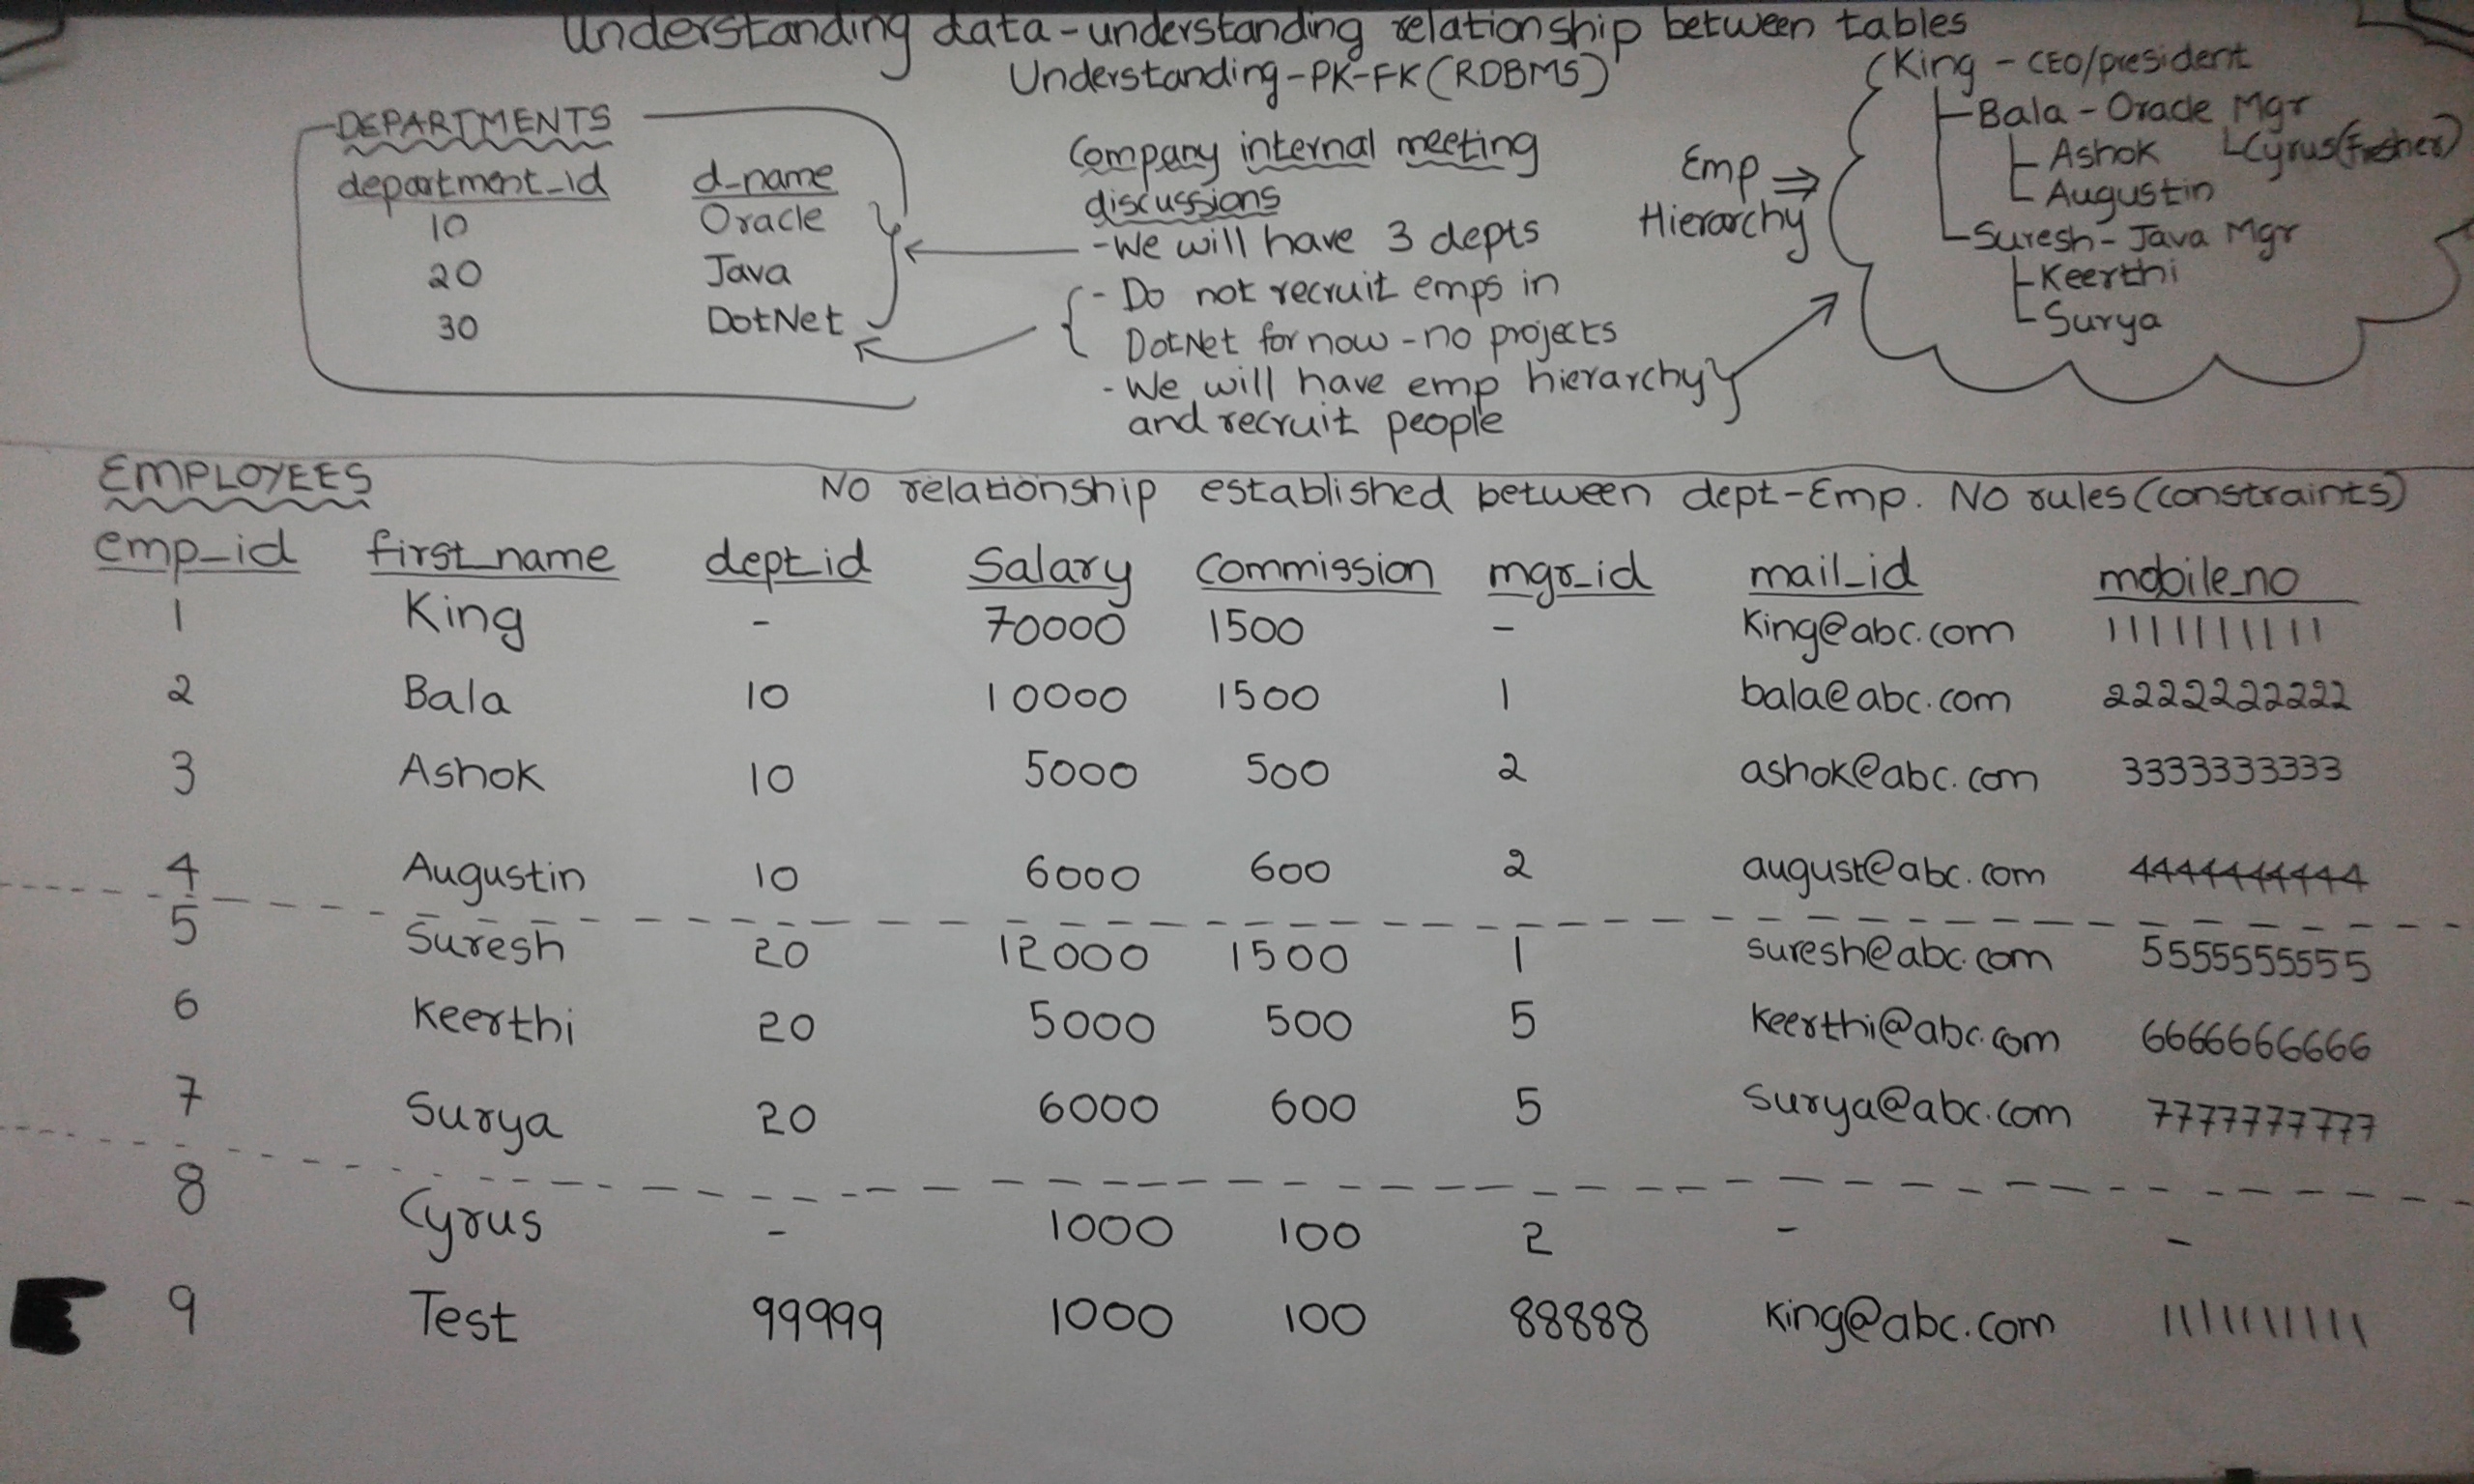 Understanding data-understanding relationship between tables
Understanding-PK-FK (RDBMS)
DEPARTMENTS
department_id d_name
10 Oracle
20 Java
30 DotNet
Company internal meeting
discussions
- We will have 3 depts
- Do not recruit emps in
DotNet for now - no projects
- We will have emp hierarchy
and recruit people
Emp ⇒
Hierarchy
King - CEO/president
Bala - Oracle Mgr
Ashok Cyrus(Fresher)
Augustin
Suresh - Java Mgr
Keerthi
Surya
EMPLOYEES No relationship established between dept-Emp. No rules (constraints)
emp_id first_name dept_id Salary Commission mgr_id mail_id mobile_no
1 King - 70000 1500 - King@abc.com 1111111111
2 Bala 10 10000 1500 1 bala@abc.com 2222222222
3 Ashok 10 5000 500 2 ashok@abc.com 3333333333
4 Augustin 10 6000 600 2 august@abc.com 4444444444
5 Suresh 20 12000 1500 1 suresh@abc.com 5555555555
6 Keerthi 20 5000 500 5 Keerthi@abc.com 6666666666
7 Surya 20 6000 600 5 Surya@abc.com 7777777777
8 Cyrus - 1000 100 2 - -
9 Test 99999 1000 100 88888 King@abc.com 1111111111